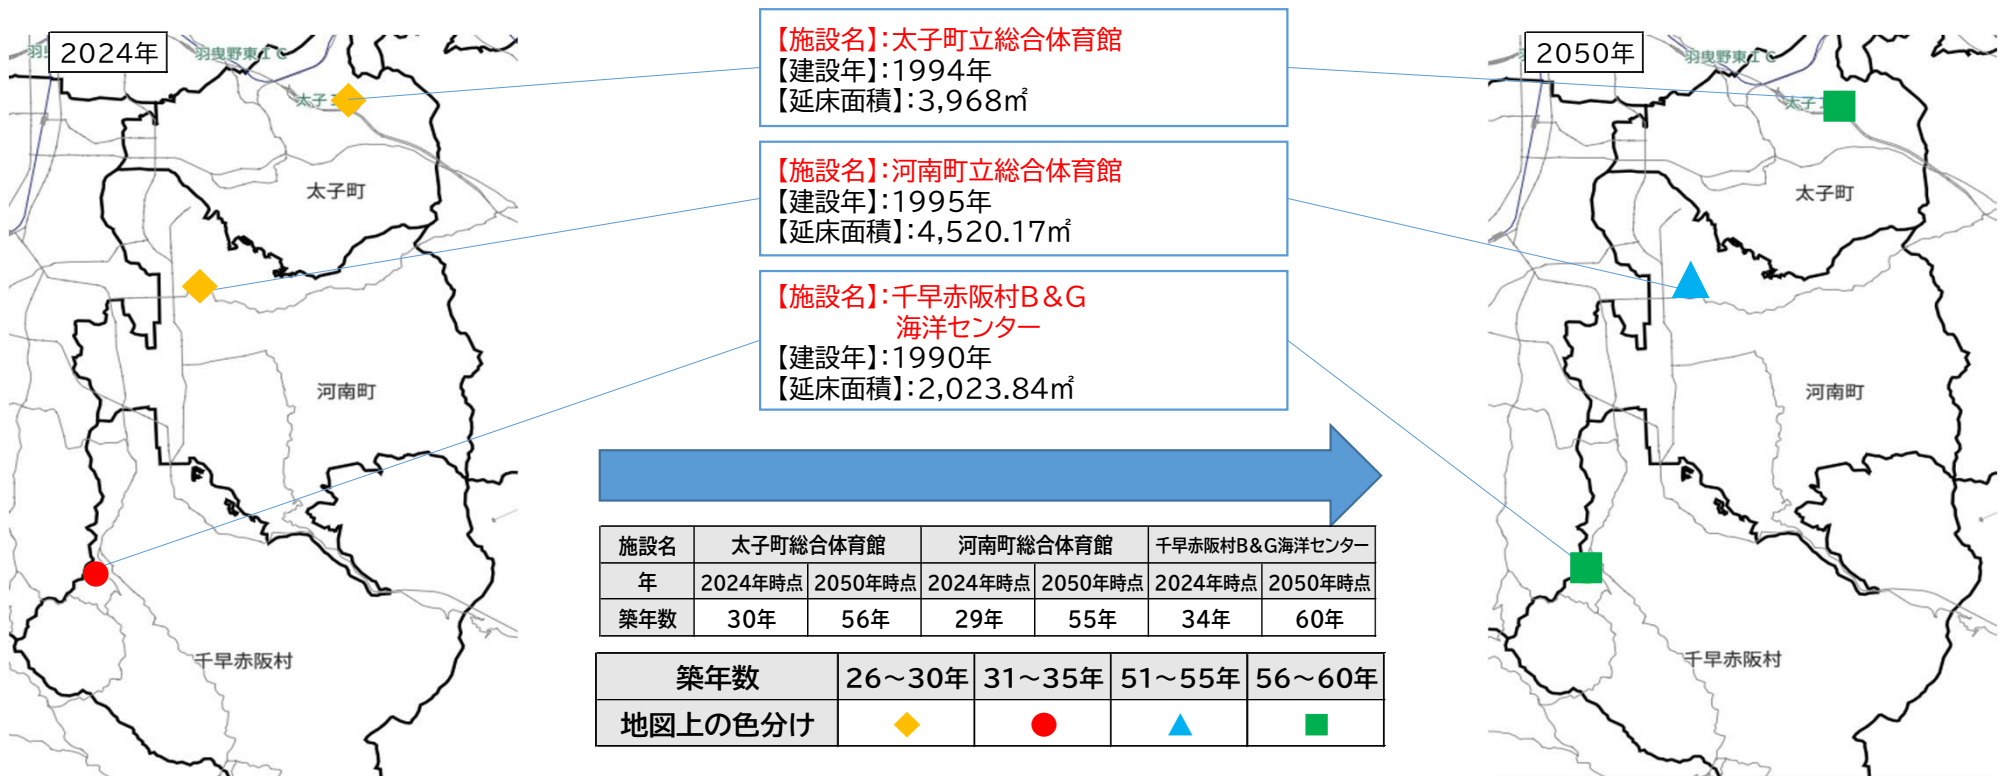 2024年
羽曳野東IC
太子
太子町
河南町
千早赤阪村
【施設名】:太子町立総合体育館
【建設年】:1994年
【延床面積】:3,968㎡
【施設名】:河南町立総合体育館
【建設年】:1995年
【延床面積】:4,520.17㎡
【施設名】:千早赤阪村B&G
海洋センター
【建設年】:1990年
【延床面積】:2,023.84㎡
施設名 太子町総合体育館 河南町総合体育館 千早赤阪村B&G海洋センター
年 2024年時点 2050年時点 2024年時点 2050年時点 2024年時点 2050年時点
築年数 30年 56年 29年 55年 34年 60年
築年数 26~30年 31~35年 51~55年 56~60年
地図上の色分け
2050年
羽曳野東IC
太子
太子町
河南町
千早赤阪村